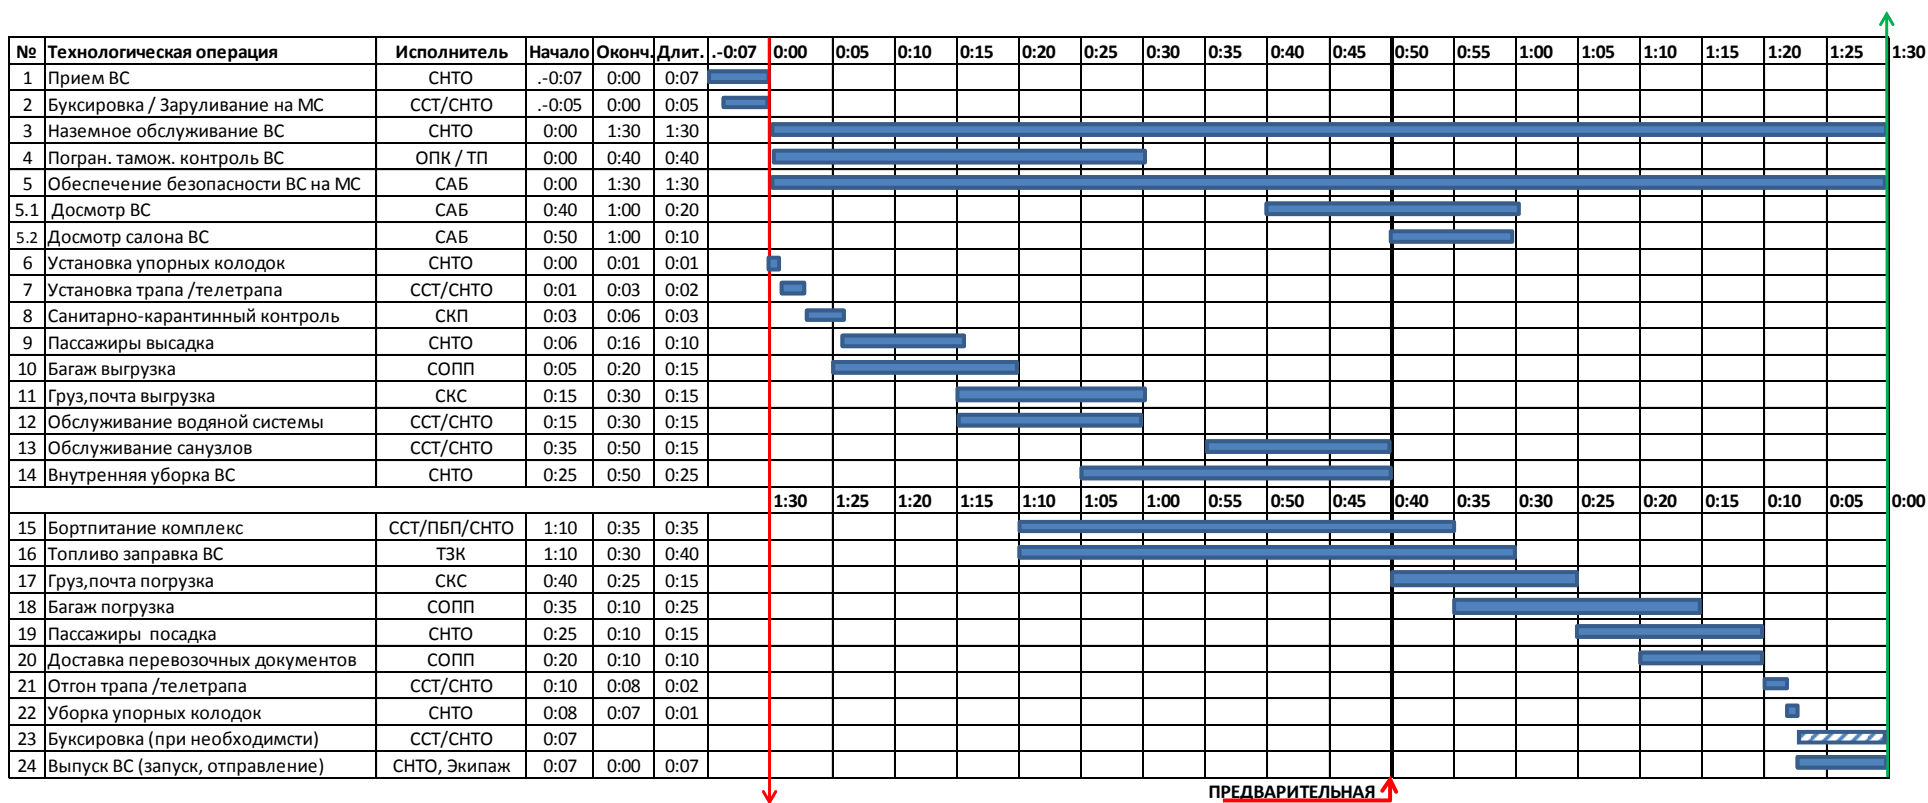 № Технологическая операция Исполнитель Начало Оконч. Длит. .-0:07 0:00 0:05 0:10 0:15 0:20 0:25 0:30 0:35 0:40 0:45 0:50 0:55 1:00 1:05 1:10 1:15 1:20 1:25 1:30
1 Прием ВС СНТО .-0:07 0:00 0:07
2 Буксировка / Заруливание на МС ССТ/СНТО .-0:05 0:00 0:05
3 Наземное обслуживание ВС СНТО 0:00 1:30 1:30
4 Погран. тамож. контроль ВС ОПК / ТП 0:00 0:40 0:40
5 Обеспечение безопасности ВС на МС САБ 0:00 1:30 1:30
5.1 Досмотр ВС САБ 0:40 1:00 0:20
5.2 Досмотр салона ВС САБ 0:50 1:00 0:10
6 Установка упорных колодок СНТО 0:00 0:01 0:01
7 Установка трапа /телетрапа ССТ/СНТО 0:01 0:03 0:02
8 Санитарно-карантинный контроль СКП 0:03 0:06 0:03
9 Пассажиры высадка СНТО 0:06 0:16 0:10
10 Багаж выгрузка СОПП 0:05 0:20 0:15
11 Груз,почта выгрузка СКС 0:15 0:30 0:15
12 Обслуживание водяной системы ССТ/СНТО 0:15 0:30 0:15
13 Обслуживание санузлов ССТ/СНТО 0:35 0:50 0:15
14 Внутренняя уборка ВС СНТО 0:25 0:50 0:25
1:30 1:25 1:20 1:15 1:10 1:05 1:00 0:55 0:50 0:45 0:40 0:35 0:30 0:25 0:20 0:15 0:10 0:05 0:00
15 Бортпитание комплекс ССТ/ПБП/СНТО 1:10 0:35 0:35
16 Топливо заправка ВС ТЗК 1:10 0:30 0:40
17 Груз,почта погрузка СКС 0:40 0:25 0:15
18 Багаж погрузка СОПП 0:35 0:10 0:25
19 Пассажиры посадка СНТО 0:25 0:10 0:15
20 Доставка перевозочных документов СОПП 0:20 0:10 0:10
21 Отгон трапа /телетрапа ССТ/СНТО 0:10 0:08 0:02
22 Уборка упорных колодок СНТО 0:08 0:07 0:01
23 Буксировка (при необходимсти) ССТ/СНТО 0:07
24 Выпуск ВС (запуск, отправление) СНТО, Экипаж 0:07 0:00 0:07
ПРЕДВАРИТЕЛЬНАЯ